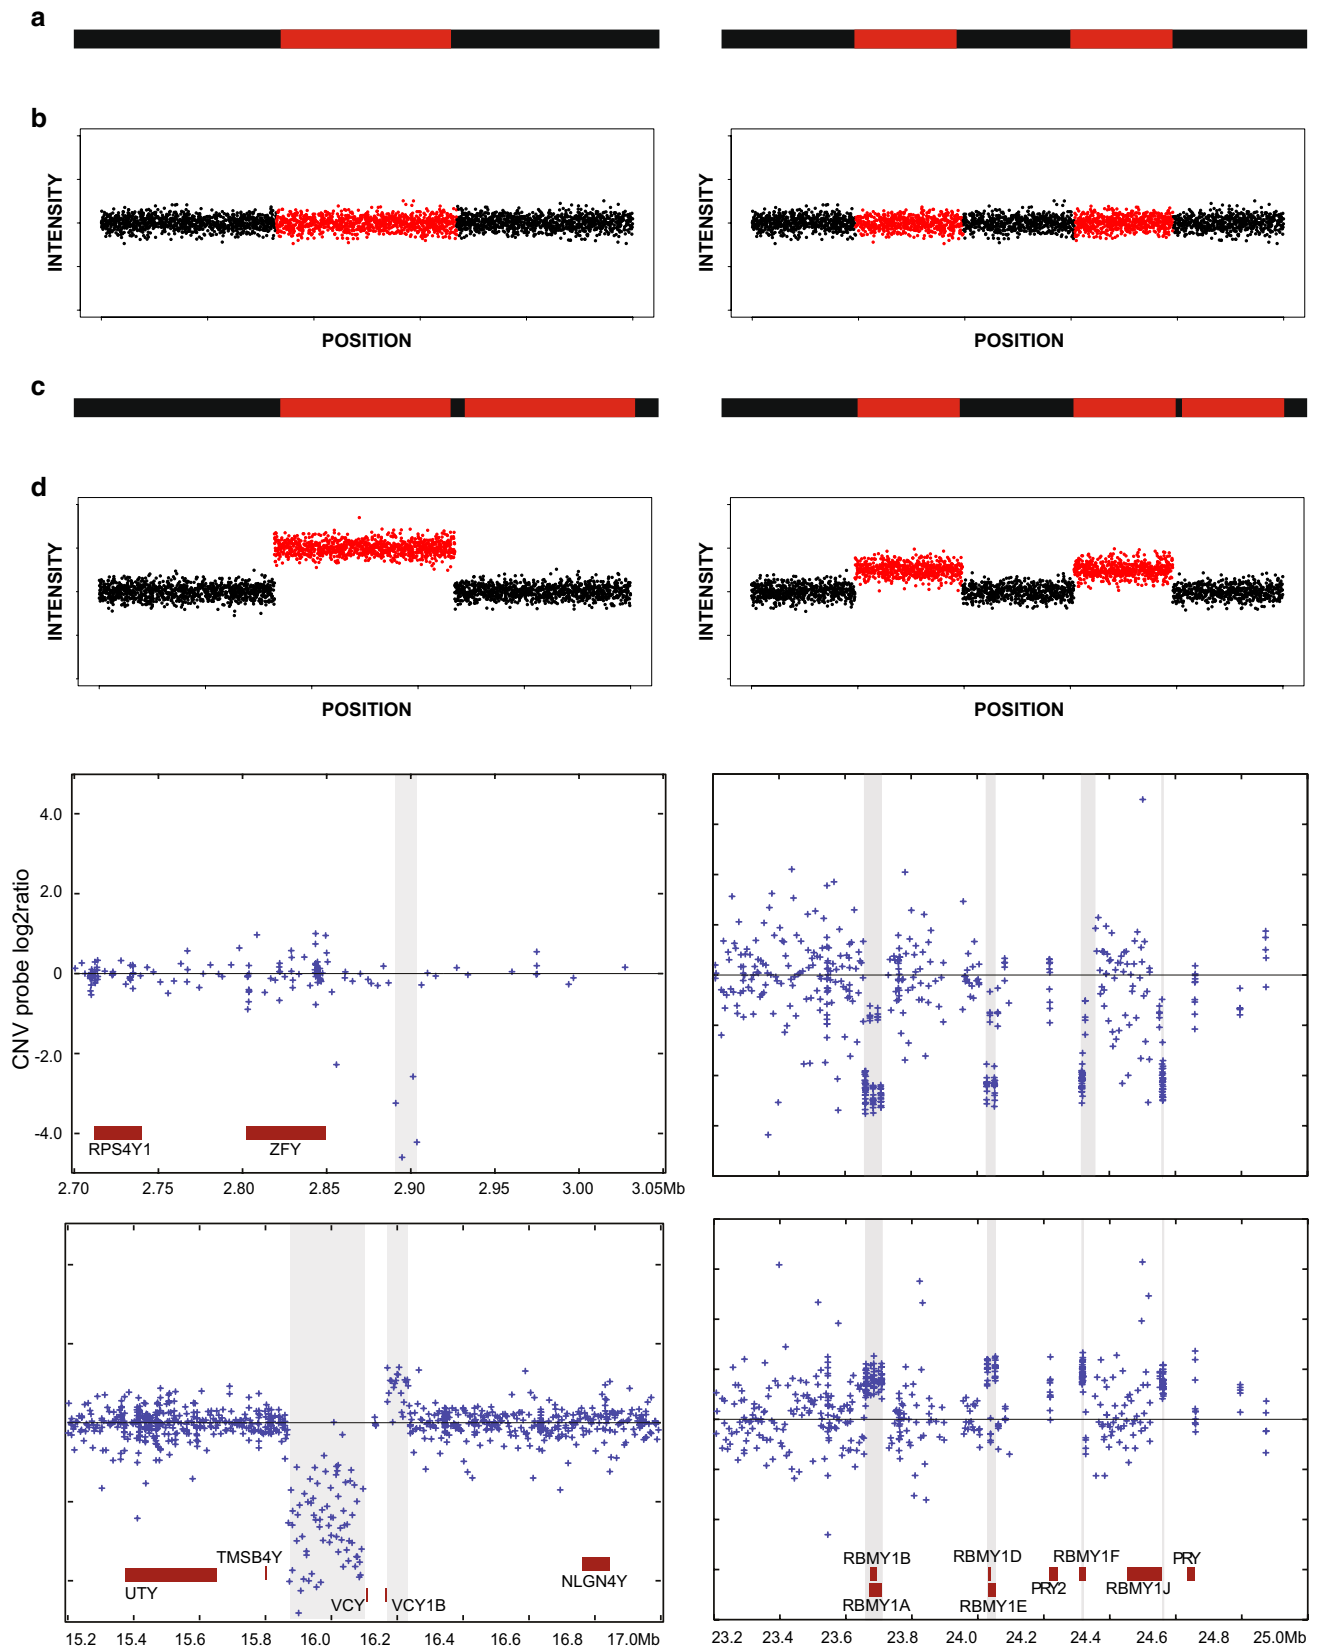 a
b
INTENSITY
POSITION
INTENSITY
POSITION
c
d
INTENSITY
POSITION
INTENSITY
POSITION
CNV probe log2ratio
4.0
2.0
0
-2.0
-4.0
RPS4Y1
ZFY
2.70 2.75 2.80 2.85 2.90 2.95 3.00 3.05Mb
UTY
TMSB4Y
VCY
VCY1B
NLGN4Y
15.2 15.4 15.6 15.8 16.0 16.2 16.4 16.6 16.8 17.0Mb
RBMY1B
RBMY1D
RBMY1F
PRY
RBMY1A
RBMY1E
PRY2
RBMY1J
23.2 23.4 23.6 23.8 24.0 24.2 24.4 24.6 24.8 25.0Mb